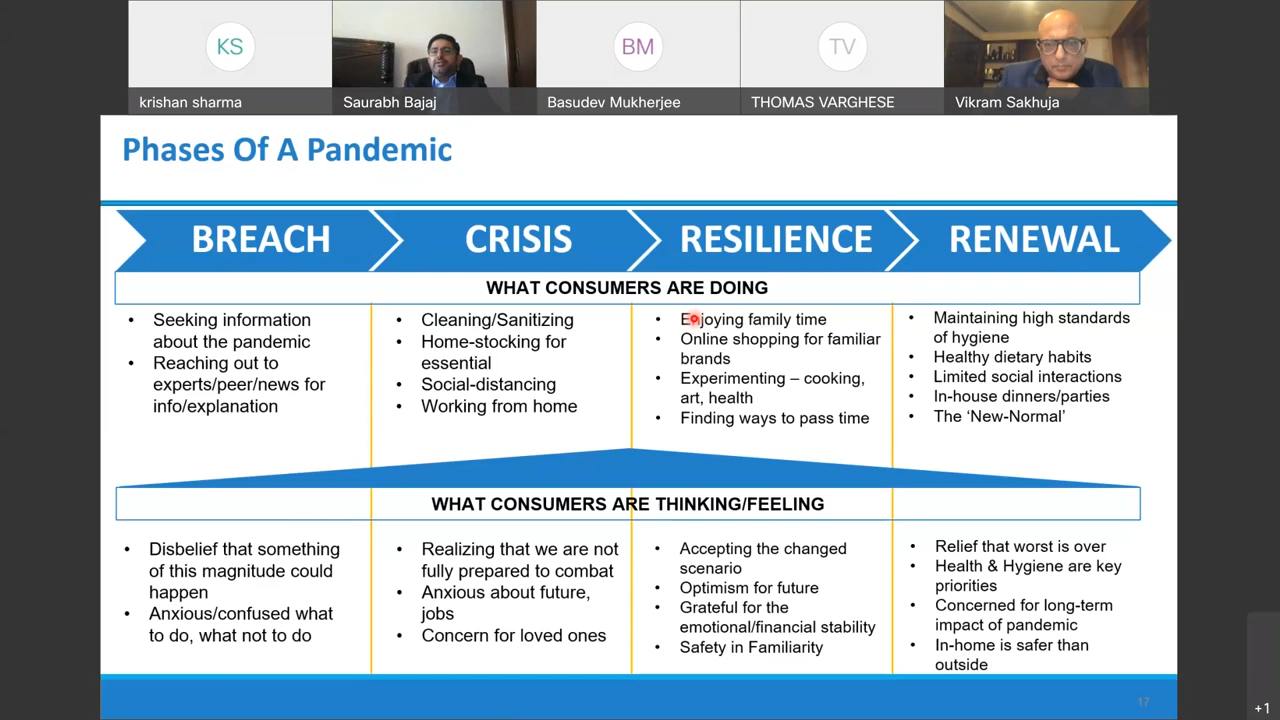 KS
BM
TV
krishan sharma
Saurabh Bajaj
Basudev Mukherjee
THOMAS VARGHESE
Vikram Sakhuja
Phases Of A Pandemic
BREACH
CRISIS
RESILIENCE
RENEWAL
WHAT CONSUMERS ARE DOING
• Seeking information
about the pandemic
• Reaching out to
experts/peer/news for
info/explanation
• Cleaning/Sanitizing
• Home-stocking for
essential
• Social-distancing
• Working from home
• Enjoying family time
• Online shopping for familiar
brands
• Experimenting – cooking,
art, health
• Finding ways to pass time
• Maintaining high standards
of hygiene
• Healthy dietary habits
• Limited social interactions
• In-house dinners/parties
• The ‘New-Normal’
WHAT CONSUMERS ARE THINKING/FEELING
• Disbelief that something
of this magnitude could
happen
• Anxious/confused what
to do, what not to do
• Realizing that we are not
fully prepared to combat
• Anxious about future,
jobs
• Concern for loved ones
• Accepting the changed
scenario
• Optimism for future
• Grateful for the
emotional/financial stability
• Safety in Familiarity
• Relief that worst is over
• Health & Hygiene are key
priorities
• Concerned for long-term
impact of pandemic
• In-home is safer than
outside
17
+1